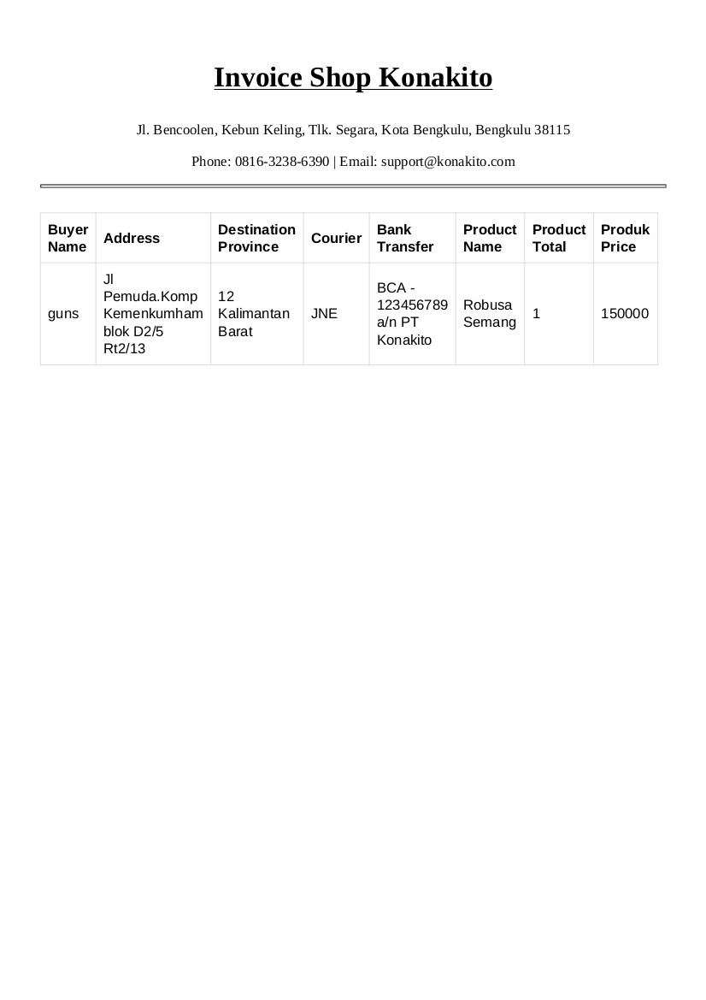 Invoice Shop Konakito
Jl. Bencoolen, Kebun Keling, Tlk. Segara, Kota Bengkulu, Bengkulu 38115
Phone: 0816-3238-6390 | Email: support@konakito.com
Buyer
Name
Address
Destination
Province
Courier
Bank
Transfer
Product
Name
Product
Total
Produk
Price
guns
Jl
Pemuda.Komp
Kemenkumham
blok D2/5
Rt2/13
12
Kalimantan
Barat
JNE
BCA -
123456789
a/n PT
Konakito
Robusa
Semang
1
150000